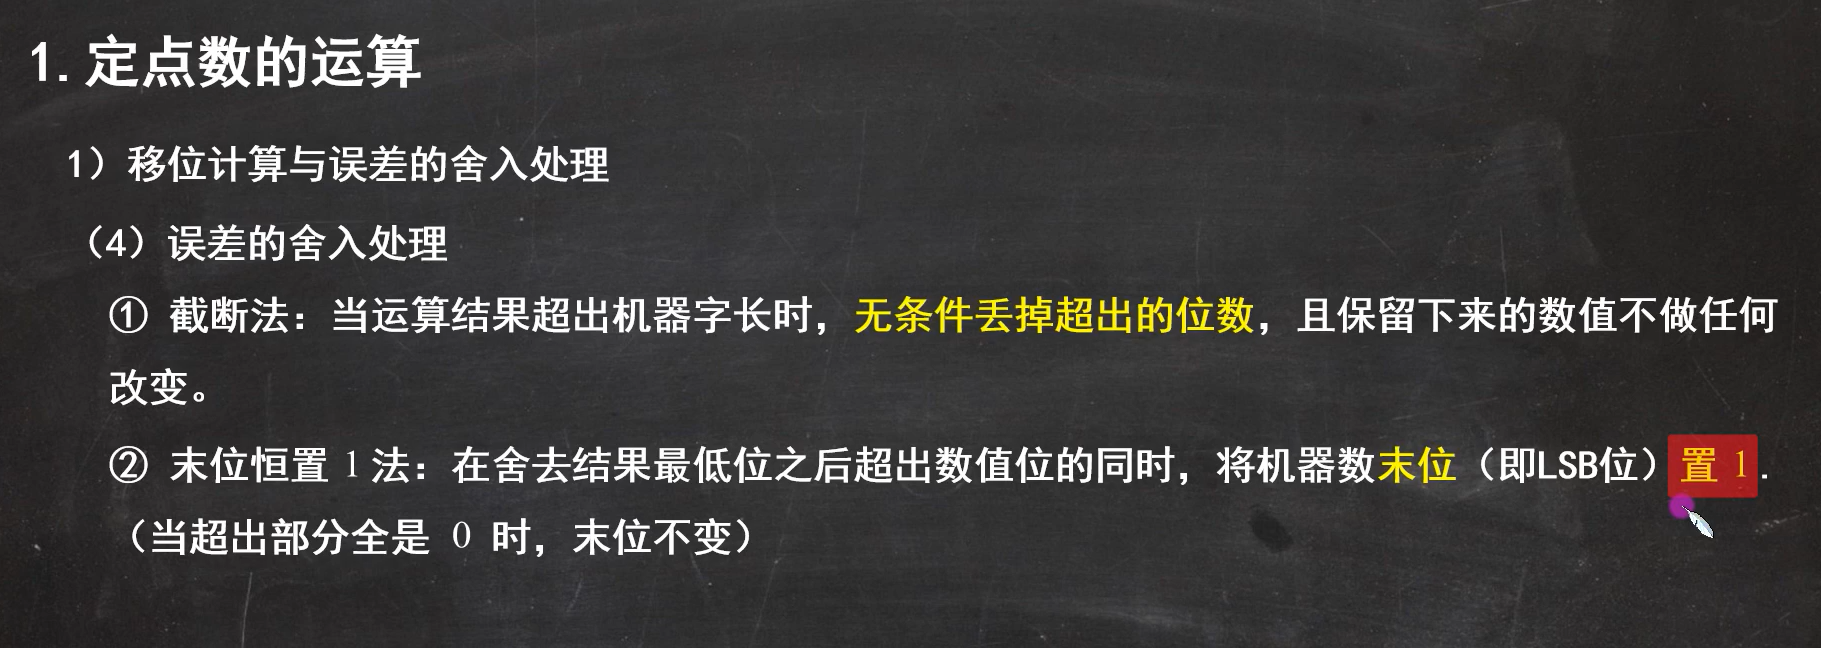 1.定点数的运算
1）移位计算与误差的舍入处理
（4）误差的舍入处理
① 截断法：当运算结果超出机器字长时，无条件丢掉超出的位数，且保留下来的数值不做任何
改变。
② 末位恒置 1 法：在舍去结果最低位之后超出数值位的同时，将机器数末位（即LSB位）置 1.
（当超出部分全是 0 时，末位不变）